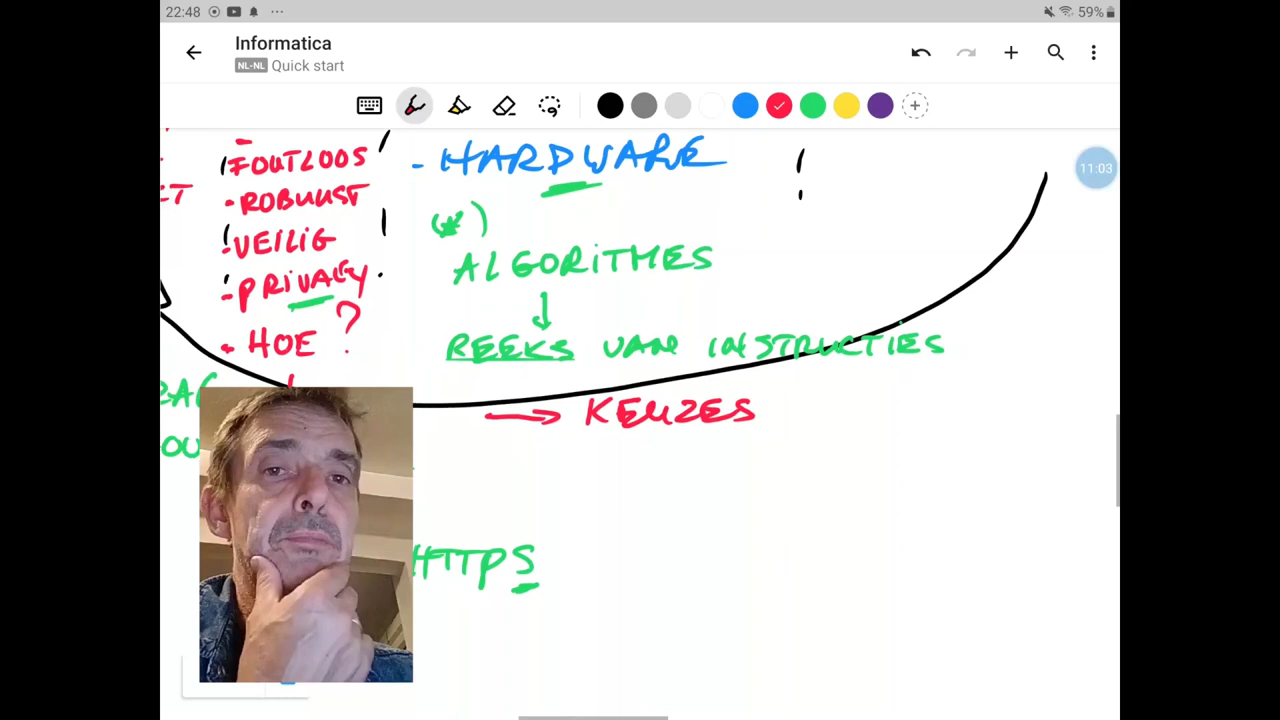 22:48 59%
Informatica
NL-NL Quick start
11:03
- HARDWARE !
- FOUTLOOS
ET - ROBUUST
(*)
- VEILIG
ALGORITMES
- PRIVACY
- HOE ?
REEKS VAN INSTRUCTIES
→ KEUZES
HTTPS